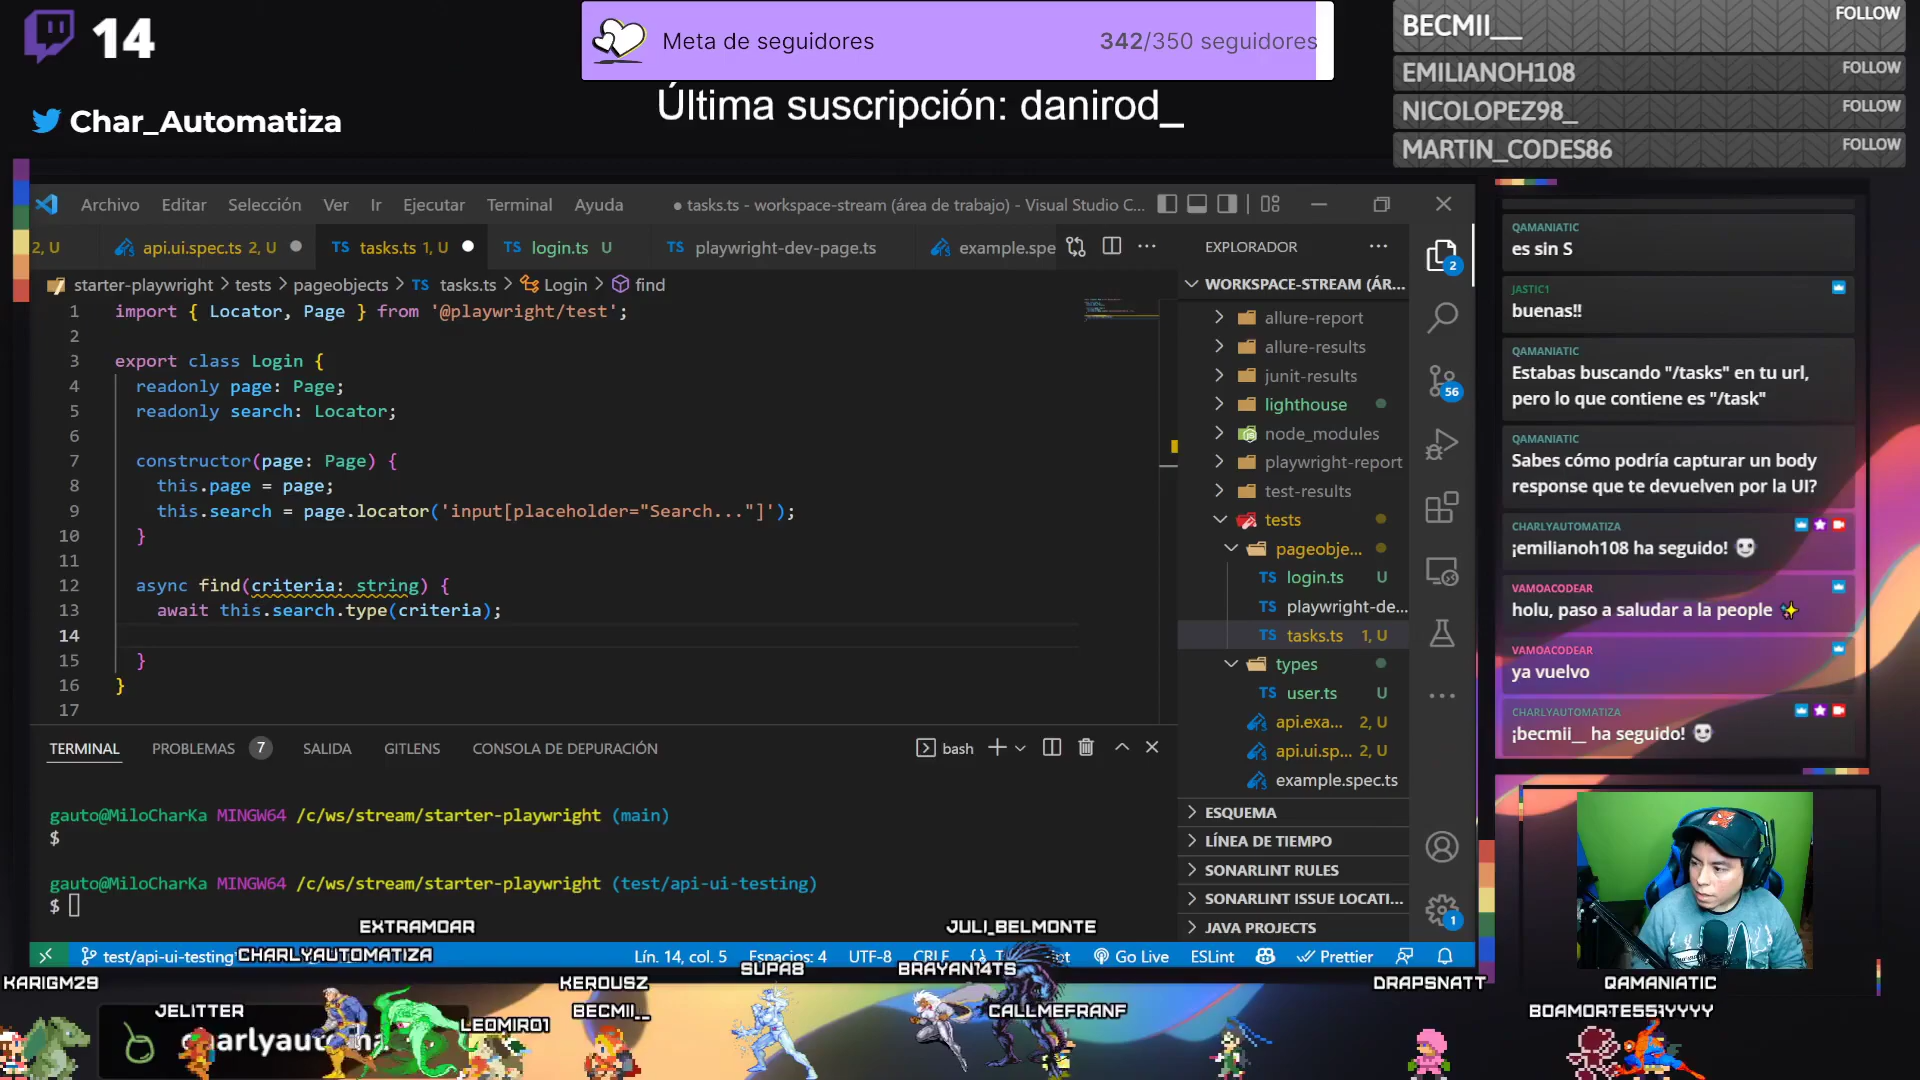 14
Char_Automatiza
Meta de seguidores
342/350 seguidores
Última suscripción: danirod_
BECMII__ FOLLOW
EMILIANOH108 FOLLOW
NICOLOPEZ98_ FOLLOW
MARTIN_CODES86 FOLLOW
Archivo Editar Selección Ver Ir Ejecutar Terminal Ayuda
● tasks.ts - workspace-stream (área de trabajo) - Visual Studio C...
2, U
api.ui.spec.ts 2, U
TS tasks.ts 1, U
TS login.ts U
TS playwright-dev-page.ts
example.spe
starter-playwright > tests > pageobjects > TS tasks.ts > Login > find
1 import { Locator, Page } from '@playwright/test';
2
3 export class Login {
4 readonly page: Page;
5 readonly search: Locator;
6
7 constructor(page: Page) {
8 this.page = page;
9 this.search = page.locator('input[placeholder="Search..."]');
10 }
11
12 async find(criteria: string) {
13 await this.search.type(criteria);
14
15 }
16 }
17
EXPLORADOR
WORKSPACE-STREAM (ÁR...
allure-report
allure-results
junit-results
lighthouse
node_modules
playwright-report
test-results
tests
pageobje...
TS login.ts U
playwright-de...
TS tasks.ts 1, U
types
TS user.ts U
api.exa... 2, U
api.ui.sp... 2, U
example.spec.ts
ESQUEMA
LÍNEA DE TIEMPO
SONARLINT RULES
SONARLINT ISSUE LOCATI...
JAVA PROJECTS
2
56
1
TERMINAL PROBLEMAS 7 SALIDA GITLENS CONSOLA DE DEPURACIÓN
bash
gauto@MiloCharKa MINGW64 /c/ws/stream/starter-playwright (main)
$
gauto@MiloCharKa MINGW64 /c/ws/stream/starter-playwright (test/api-ui-testing)
$
test/api-ui-testing*
Lín. 14, col. 5 Espacios: 4 UTF-8 CRLF
Go Live ESLint Prettier
QAMANIATIC
es sin S
JASTIC1
buenas!!
QAMANIATIC
Estabas buscando "/tasks" en tu url,
pero lo que contiene es "/task"
QAMANIATIC
Sabes cómo podría capturar un body
response que te devuelven por la UI?
CHARLYAUTOMATIZA
¡emilianoh108 ha seguido!
VAMOACODEAR
holu, paso a saludar a la people
VAMOACODEAR
ya vuelvo
CHARLYAUTOMATIZA
¡becmii__ ha seguido!
EXTRAMOAR
JULI_BELMONTE
CHARLYAUTOMATIZA
SUPA8
BRAYAN14TS
KARIGM29
KEROUSZ
DRAPSNATT
QAMANIATIC
JELITTER
BECMII__
CALLMEFRANF
BOAMORTE551YYYY
LEOMIR01